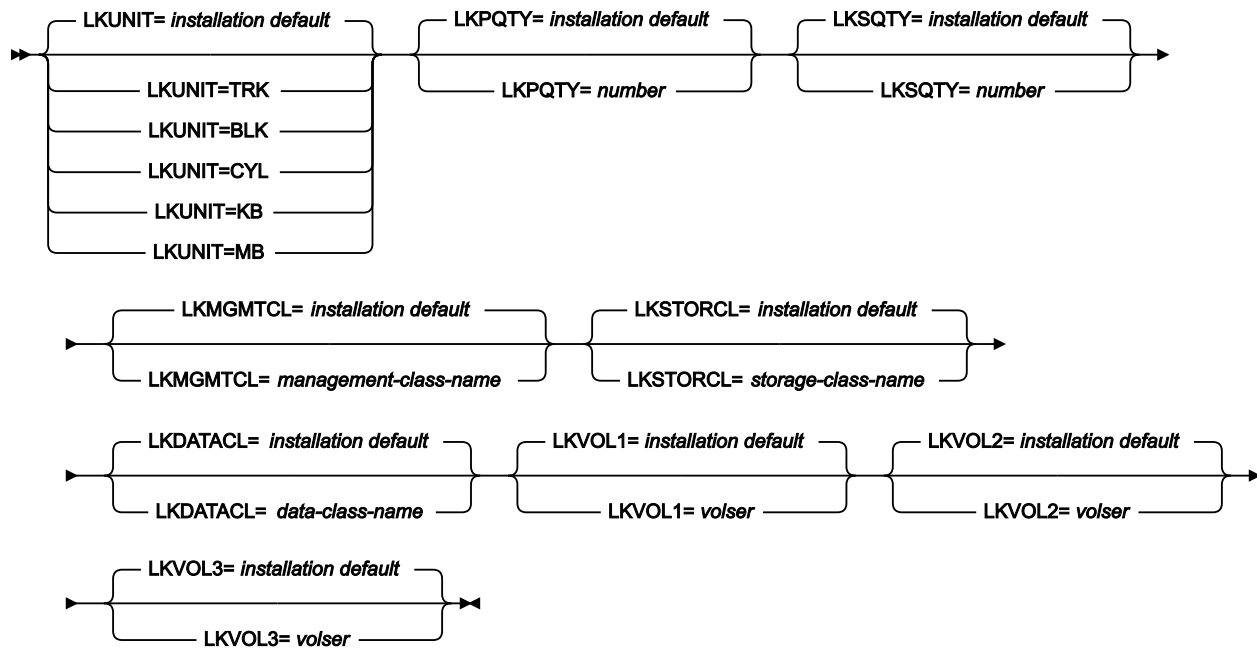 LKUNIT= installation default LKPQTY= installation default LKSQTY= installation default
LKUNIT=TRK LKPQTY= number LKSQTY= number
LKUNIT=BLK
LKUNIT=CYL
LKUNIT=KB
LKUNIT=MB
LKMGMTCL= installation default LKSTORCL= installation default
LKMGMTCL= management-class-name LKSTORCL= storage-class-name
LKDATACL= installation default LKVOL1= installation default LKVOL2= installation default
LKDATACL= data-class-name LKVOL1= volser LKVOL2= volser
LKVOL3= installation default
LKVOL3= volser